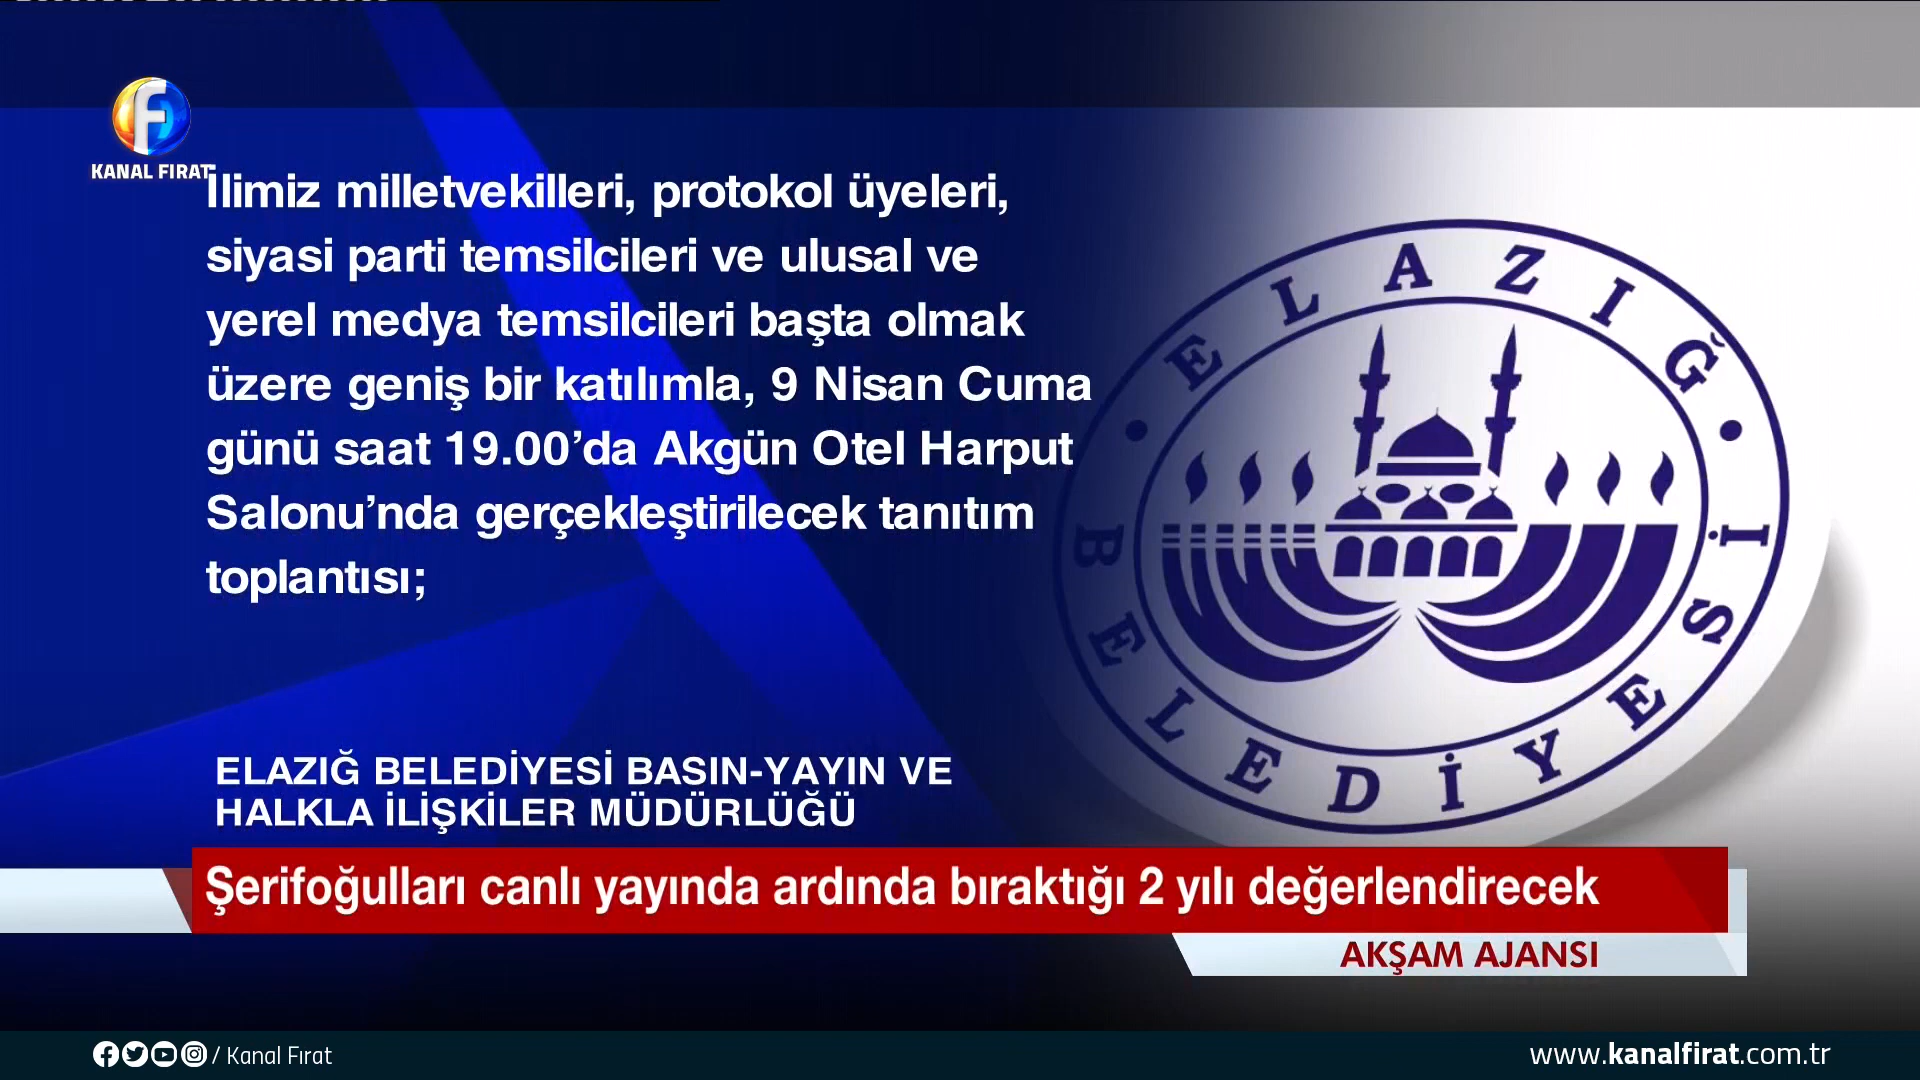 KANAL FIRAT
İlimiz milletvekilleri, protokol üyeleri,
siyasi parti temsilcileri ve ulusal ve
yerel medya temsilcileri başta olmak
üzere geniş bir katılımla, 9 Nisan Cuma
günü saat 19.00’da Akgün Otel Harput
Salonu’nda gerçekleştirilecek tanıtım
toplantısı;
ELAZIĞ BELEDİYESİ
ELAZIĞ BELEDİYESİ BASIN-YAYIN VE
HALKLA İLİŞKİLER MÜDÜRLÜĞÜ
Şerifoğulları canlı yayında ardında bıraktığı 2 yılı değerlendirecek
AKŞAM AJANSI
/ Kanal Fırat
www.kanalfirat.com.tr